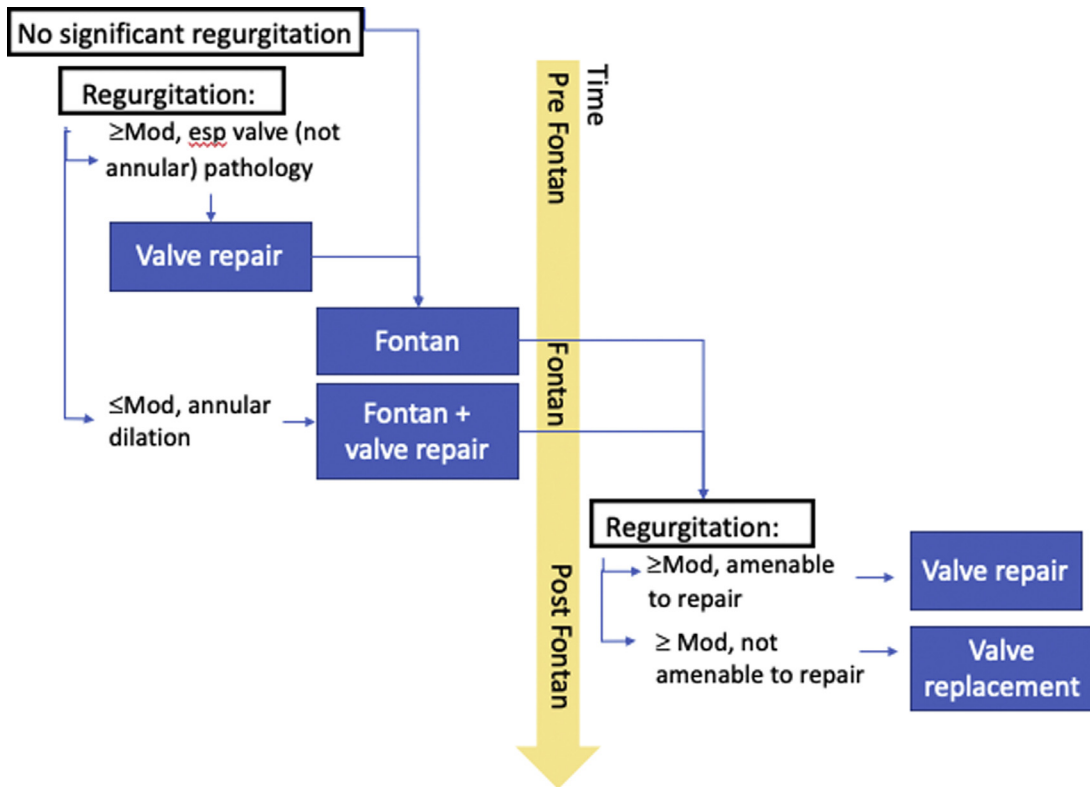 No significant regurgitation
Regurgitation:
≥Mod, esp valve (not
annular) pathology
Valve repair
Fontan
≤Mod, annular
dilation
Fontan +
valve repair
Time
Pre Fontan
Fontan
Post Fontan
Regurgitation:
≥Mod, amenable
to repair
Valve repair
≥ Mod, not
amenable to repair
Valve
replacement